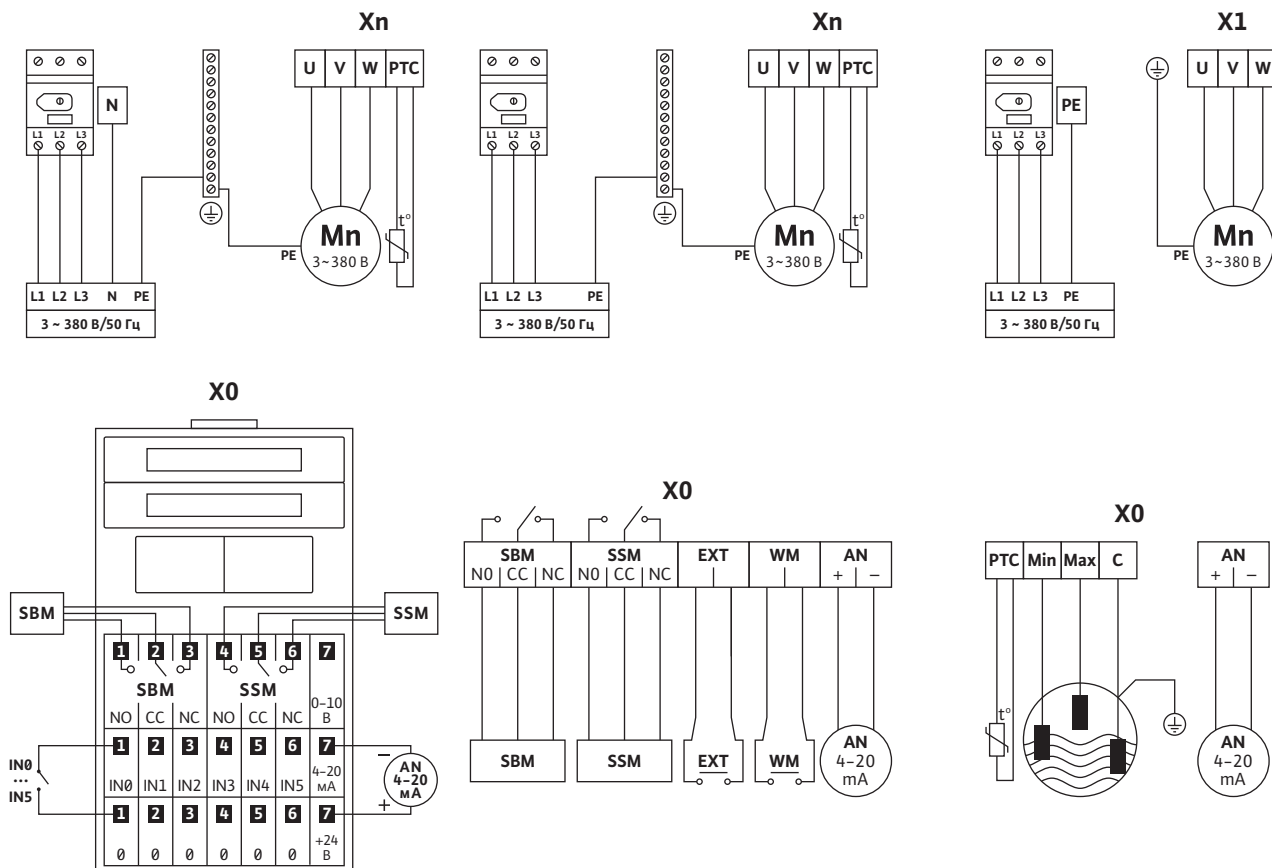 Xn
N
U V W PTC
L1 L2 L3
t°
Mn
3~380 В
PE
L1 L2 L3 N PE
3 ~ 380 В/50 Гц
Xn
U V W PTC
L1 L2 L3
t°
Mn
3~380 В
PE
L1 L2 L3 PE
3 ~ 380 В/50 Гц
X1
PE
U V W
L1 L2 L3
Mn
3~380 В
PE
L1 L2 L3 PE
3 ~ 380 В/50 Гц
X0
SBM SSM
1 2 3 4 5 6 7
SBM SSM
0–10
В
NO CC NC NO CC NC
1 2 3 4 5 6 7
IN0
...
IN5
IN0 IN1 IN2 IN3 IN4 IN5
4–20
мА
–
AN
4–20
мА
+
1 2 3 4 5 6 7
0 0 0 0 0 0
+24
В
X0
SBM SSM EXT WM AN
N0 CC NC N0 CC NC + –
SBM SSM EXT WM
AN
4–20
mA
X0
PTC Min Max C
AN
+ –
t°
AN
4–20
mA